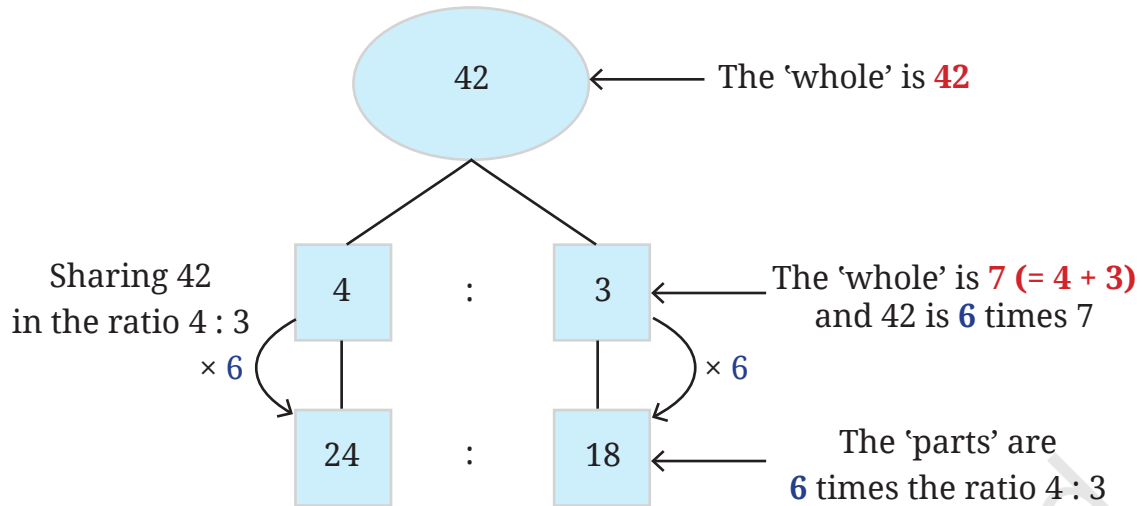 42
The ‘whole’ is 42
Sharing 42
in the ratio 4 : 3
4 : 3
The ‘whole’ is 7 (= 4 + 3)
and 42 is 6 times 7
× 6
× 6
24 : 18
The ‘parts’ are
6 times the ratio 4 : 3